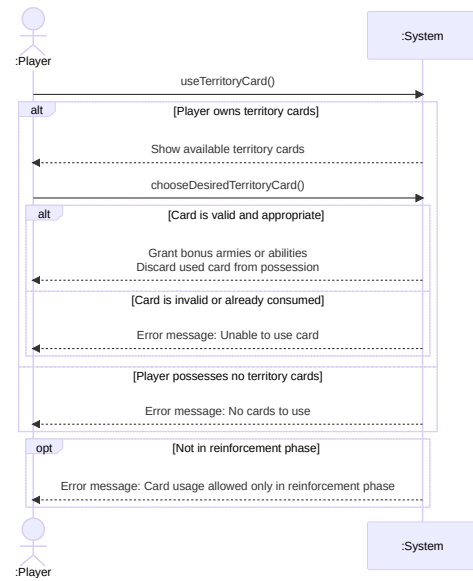 :Player
:System
useTerritoryCard()
alt
[Player owns territory cards]
Show available territory cards
chooseDesiredTerritoryCard()
alt
[Card is valid and appropriate]
Grant bonus armies or abilities
Discard used card from possession
[Card is invalid or already consumed]
Error message: Unable to use card
[Player possesses no territory cards]
Error message: No cards to use
opt
[Not in reinforcement phase]
Error message: Card usage allowed only in reinforcement phase
:Player
:System